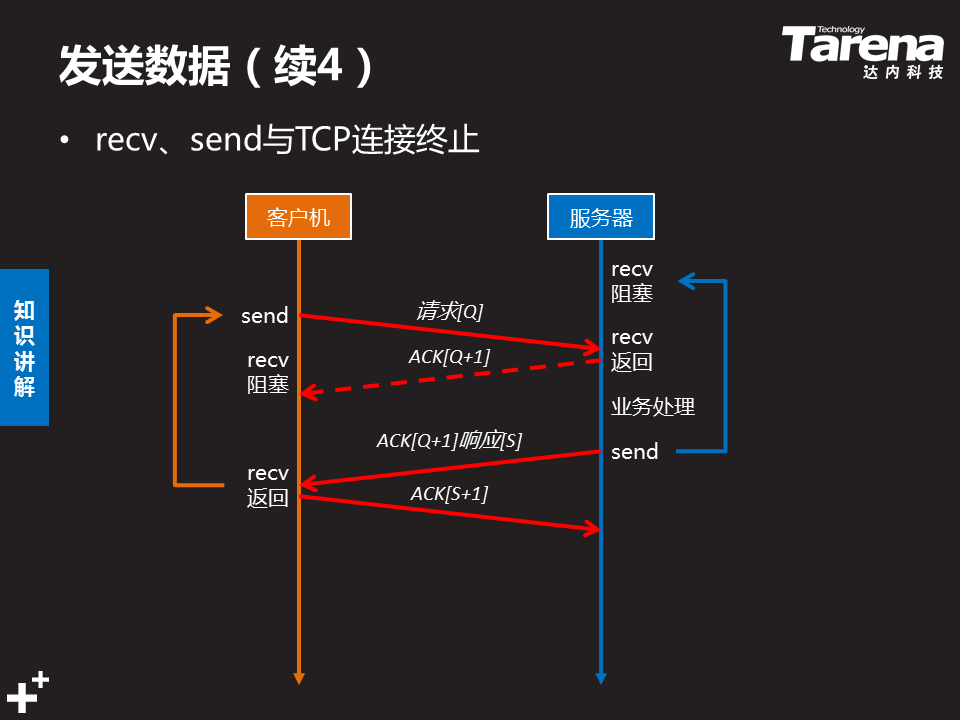 发送数据（续4）
Technology
Tarena
达内科技
• recv、send与TCP连接终止
知识讲解
客户机
服务器
recv
阻塞
send
请求[Q]
recv
返回
recv
阻塞
ACK[Q+1]
业务处理
ACK[Q+1]响应[S]
send
recv
返回
ACK[S+1]